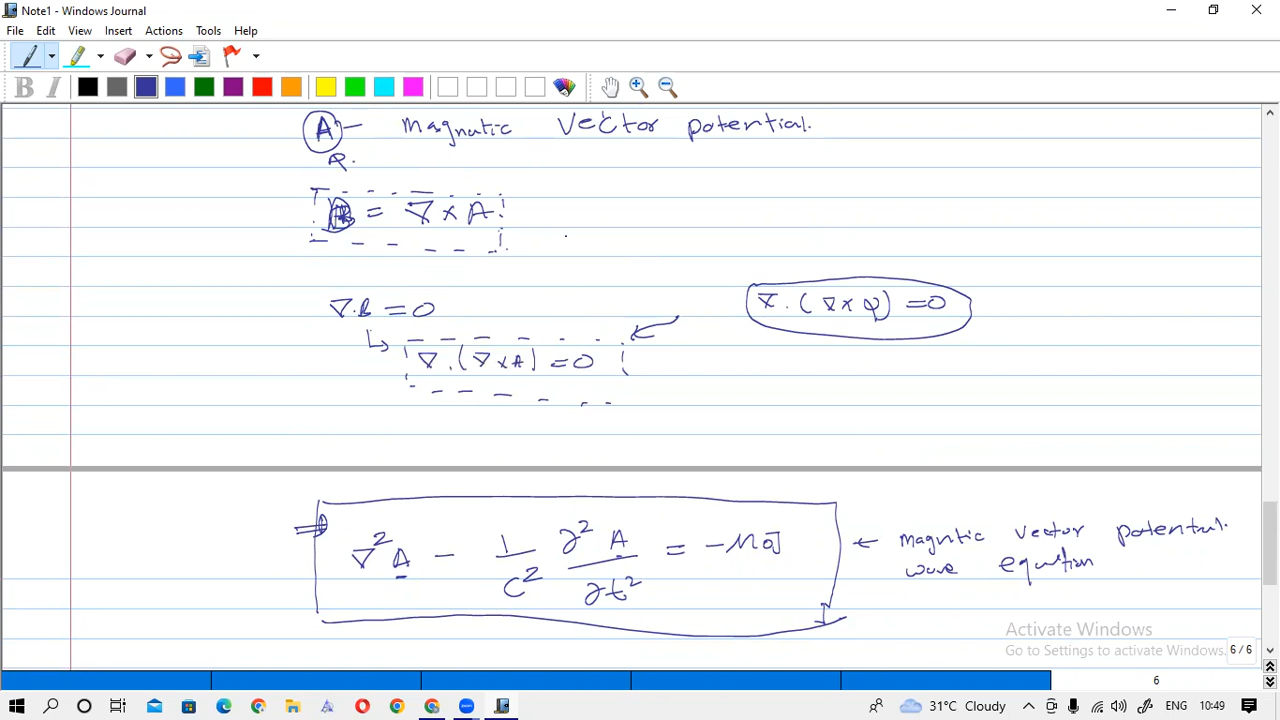 Note1 - Windows Journal
File Edit View Insert Actions Tools Help
B I
A - magnatic Vector potential.
A.
B = ∇ × A
∇.B = 0
∇.(∇×A) = 0
∇.(∇×Q) = 0
⇒ ∇²A - 1/c² ∂²A/∂t² = -μ0J ← magnetic vector potential.
wave equation
Activate Windows
Go to Settings to activate Windows.
6 / 6
6
31°C Cloudy ENG 10:49